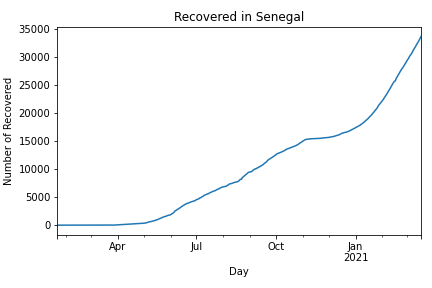 Recovered in Senegal
35000
30000
25000
20000
15000
10000
5000
0
Number of Recovered
Apr Jul Oct Jan
2021
Day